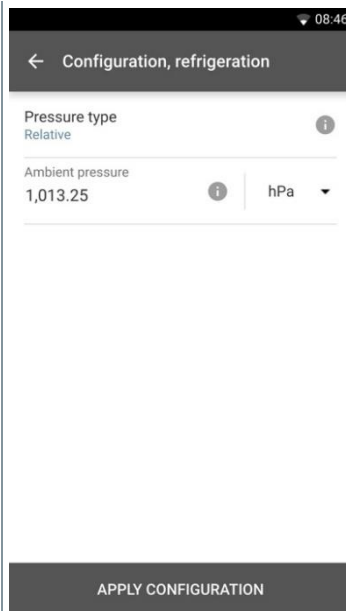 08:46
Configuration, refrigeration
Pressure type
Relative
Ambient pressure
1,013.25 hPa
APPLY CONFIGURATION